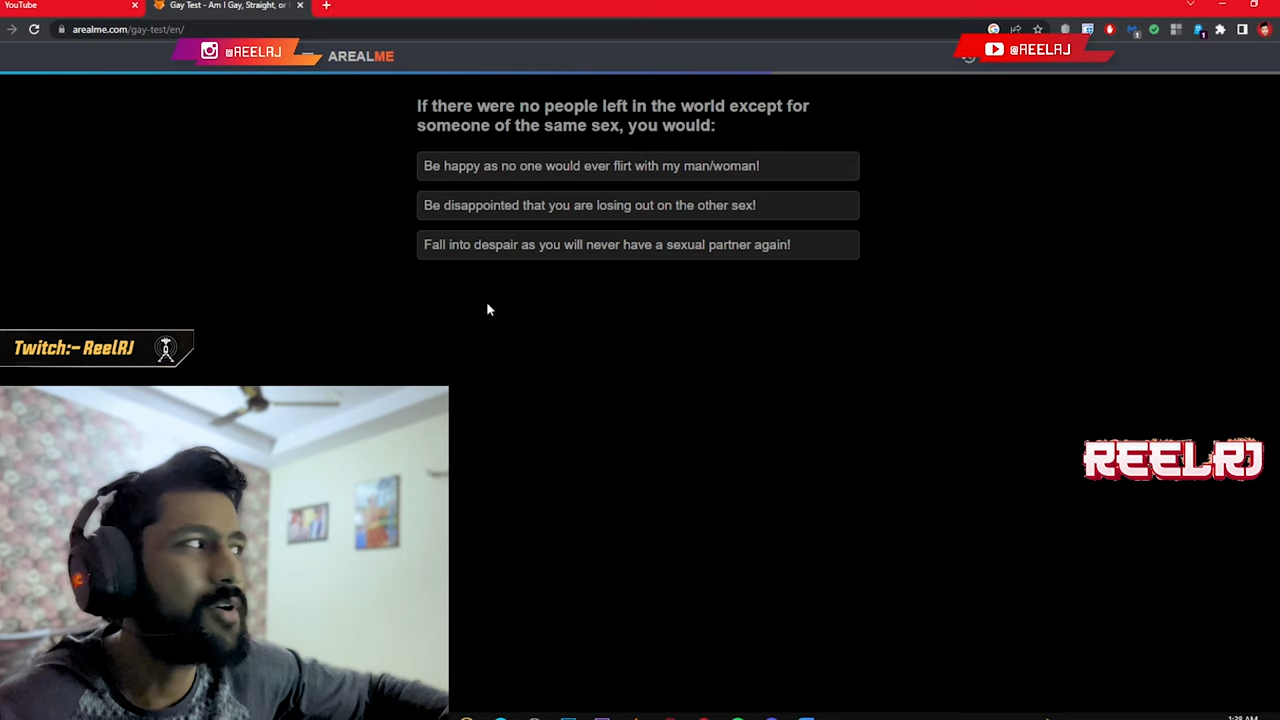 YouTube
Gay Test - Am I Gay, Straight, or
arealme.com/gay-test/en/
@REELRJ
AREALME
@REELRJ
If there were no people left in the world except for
someone of the same sex, you would:
Be happy as no one would ever flirt with my man/woman!
Be disappointed that you are losing out on the other sex!
Fall into despair as you will never have a sexual partner again!
Twitch:- ReelRJ
REELRJ
1:38 AM